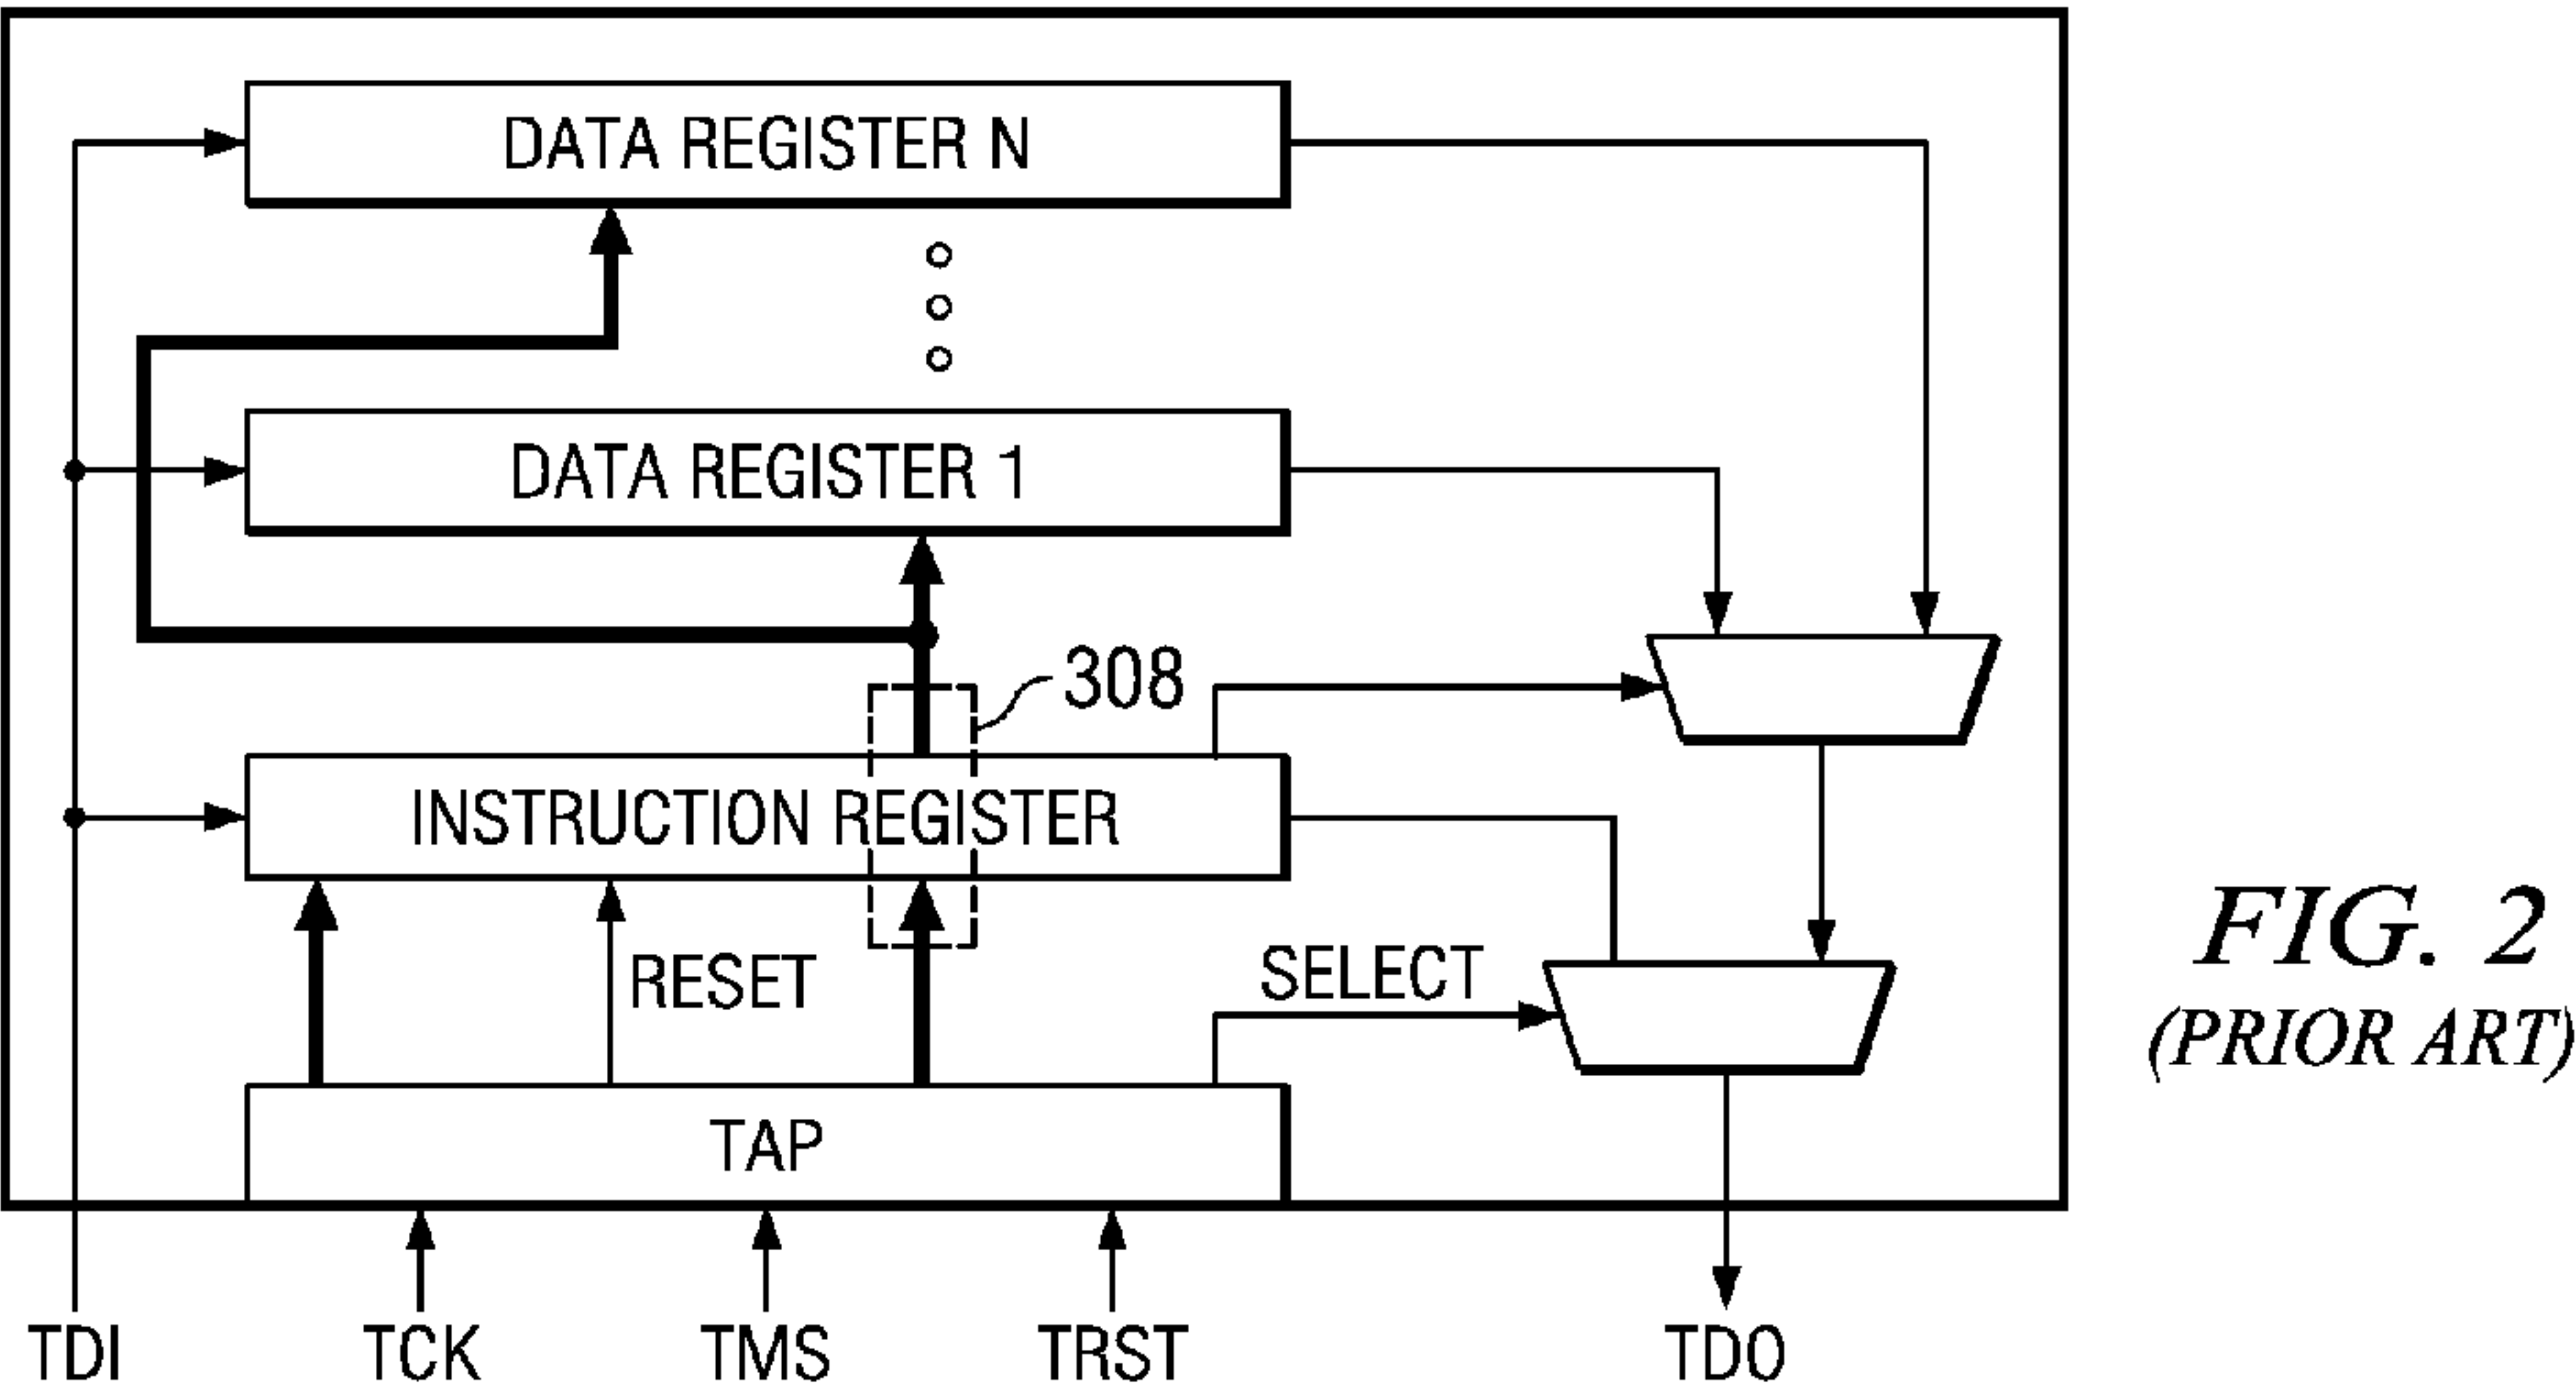 DATA REGISTER N
DATA REGISTER 1
308
INSTRUCTION REGISTER
RESET
SELECT
TAP
TDI
TCK
TMS
TRST
TDO
FIG. 2
(PRIOR ART)